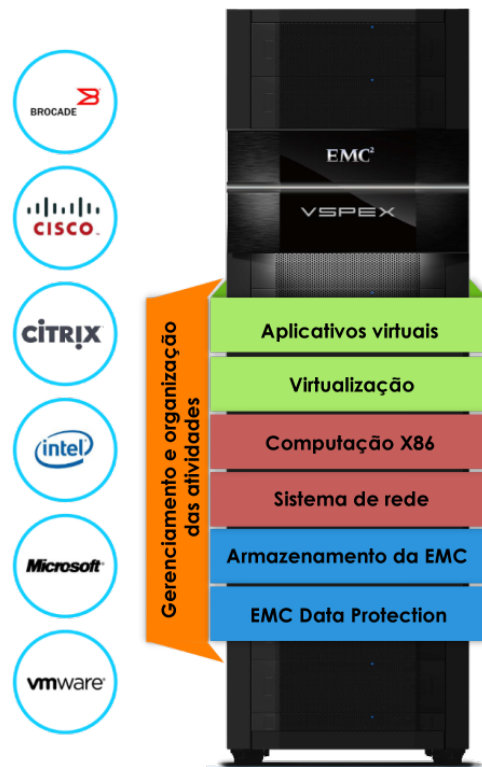 BROCADE
CISCO
CITRIX
intel
Microsoft
vmware
EMC²
VSPEX
Gerenciamento e organização
das atividades
Aplicativos virtuais
Virtualização
Computação X86
Sistema de rede
Armazenamento da EMC
EMC Data Protection